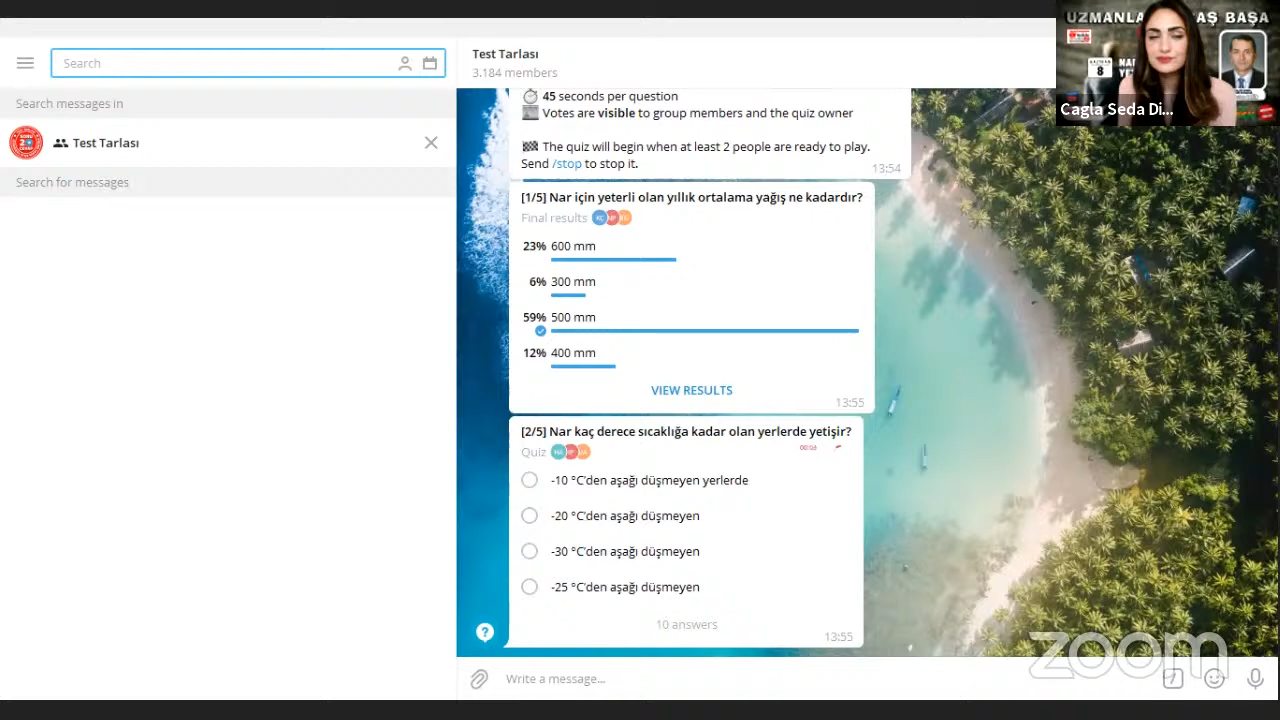 Search
Search messages in
Test Tarlası
Search for messages
Test Tarlası
3.184 members
45 seconds per question
Votes are visible to group members and the quiz owner
The quiz will begin when at least 2 people are ready to play.
Send /stop to stop it.
13:54
[1/5] Nar için yeterli olan yıllık ortalama yağış ne kadardır?
Final results
23% 600 mm
6% 300 mm
59% 500 mm
12% 400 mm
VIEW RESULTS
13:55
[2/5] Nar kaç derece sıcaklığa kadar olan yerlerde yetişir?
Quiz
-10 °C'den aşağı düşmeyen yerlerde
-20 °C'den aşağı düşmeyen
-30 °C'den aşağı düşmeyen
-25 °C'den aşağı düşmeyen
10 answers
13:55
Write a message...
BAŞA
8
Cagla Seda Di...
zoom